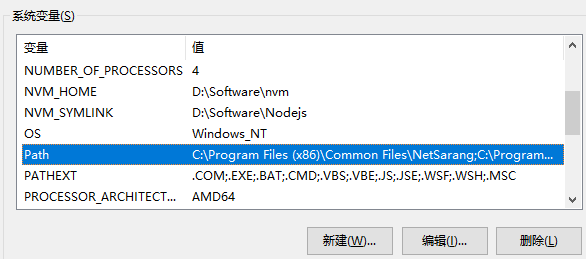 系统变量(S)
变量 值
NUMBER_OF_PROCESSORS 4
NVM_HOME D:\Software\nvm
NVM_SYMLINK D:\Software\Nodejs
OS Windows_NT
Path C:\Program Files (x86)\Common Files\NetSarang;C:\Program...
PATHEXT .COM;.EXE;.BAT;.CMD;.VBS;.VBE;.JS;.JSE;.WSF;.WSH;.MSC
PROCESSOR_ARCHITECT... AMD64
新建(W)... 编辑(I)... 删除(L)